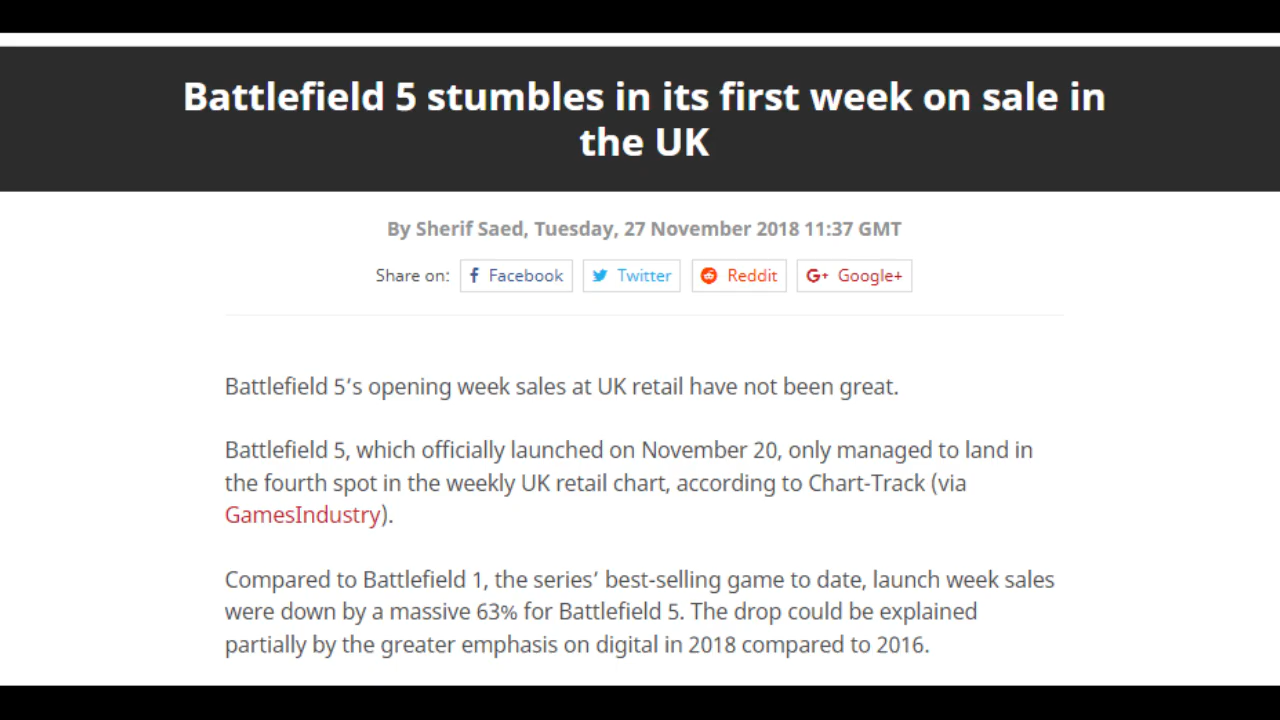 Battlefield 5 stumbles in its first week on sale in
the UK
By Sherif Saed, Tuesday, 27 November 2018 11:37 GMT
Share on: Facebook Twitter Reddit G+ Google+
Battlefield 5’s opening week sales at UK retail have not been great.
Battlefield 5, which officially launched on November 20, only managed to land in
the fourth spot in the weekly UK retail chart, according to Chart-Track (via
GamesIndustry).
Compared to Battlefield 1, the series’ best-selling game to date, launch week sales
were down by a massive 63% for Battlefield 5. The drop could be explained
partially by the greater emphasis on digital in 2018 compared to 2016.